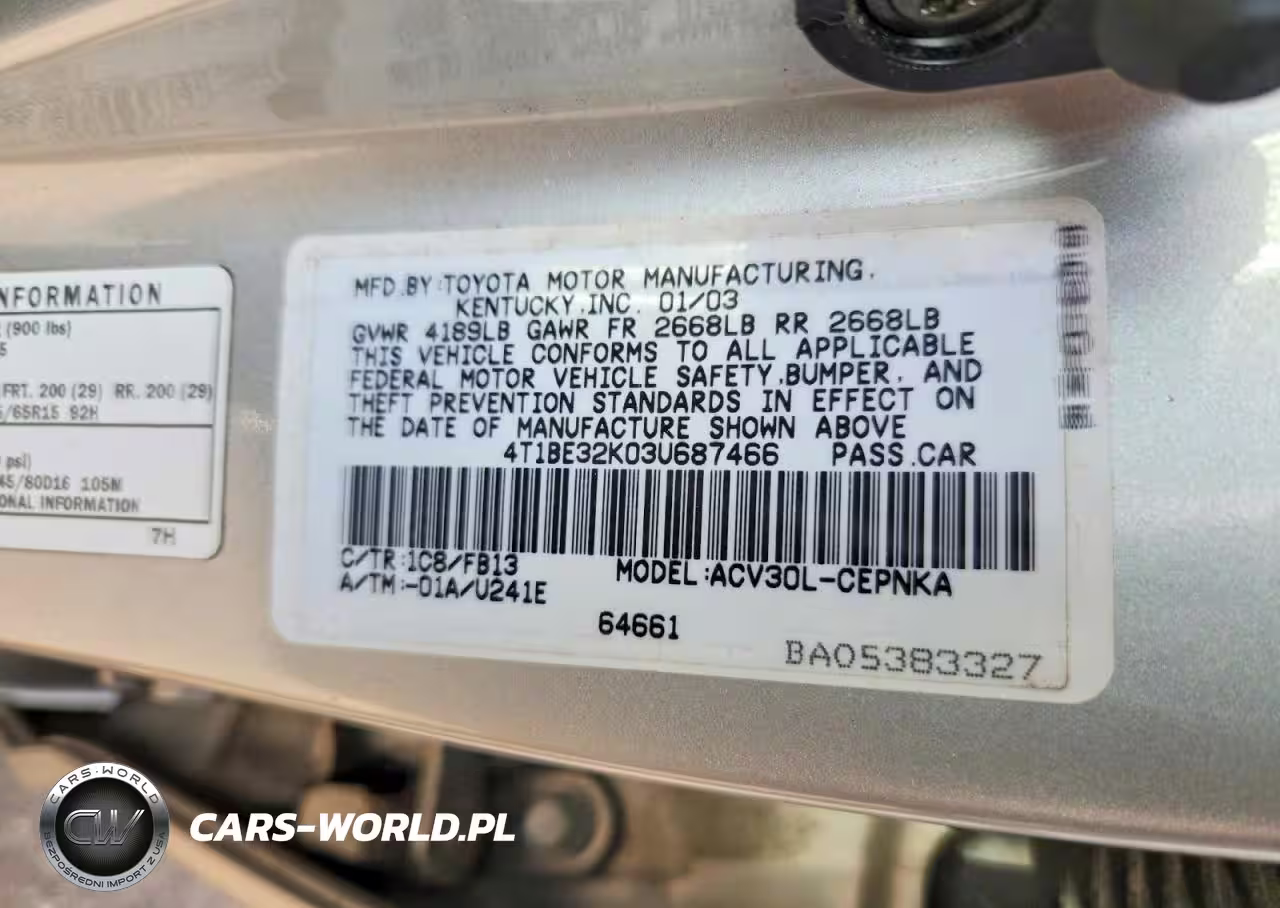 NFORMATION
(900 lbs)
5
FRT. 200 (29) RR. 200 (29)
/65R15 92H
psi)
45/80D16 105M
ONAL INFORMATION
7H
MFD.BY:TOYOTA MOTOR MANUFACTURING.
KENTUCKY.INC. 01/03
GVWR 4189LB GAWR FR 2668LB RR 2668LB
THIS VEHICLE CONFORMS TO ALL APPLICABLE
FEDERAL MOTOR VEHICLE SAFETY.BUMPER. AND
THEFT PREVENTION STANDARDS IN EFFECT ON
THE DATE OF MANUFACTURE SHOWN ABOVE
4T1BE32K03U687466 PASS.CAR
C/TR:1C8/FB13
A/TM:-01A/U241E
MODEL:ACV30L-CEPNKA
64661
BA05383327
CARS-WORLD
CW
BEZPOŚREDNI IMPORT Z USA
CARS-WORLD.PL